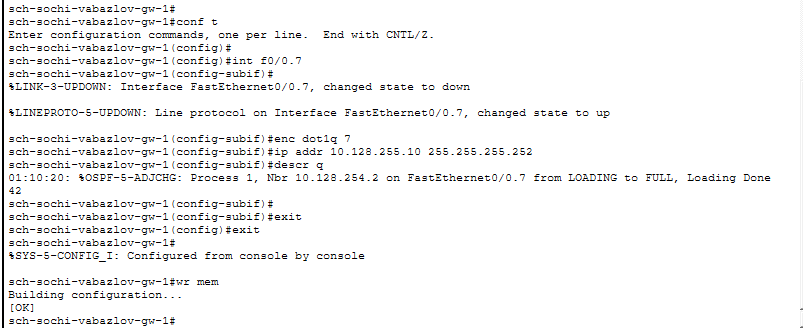 sch-sochi-vabazlov-gw-1#
sch-sochi-vabazlov-gw-1#conf t
Enter configuration commands, one per line.  End with CNTL/Z.
sch-sochi-vabazlov-gw-1(config)#
sch-sochi-vabazlov-gw-1(config)#int f0/0.7
sch-sochi-vabazlov-gw-1(config-subif)#
%LINK-3-UPDOWN: Interface FastEthernet0/0.7, changed state to down
%LINEPROTO-5-UPDOWN: Line protocol on Interface FastEthernet0/0.7, changed state to up
sch-sochi-vabazlov-gw-1(config-subif)#enc dot1q 7
sch-sochi-vabazlov-gw-1(config-subif)#ip addr 10.128.255.10 255.255.255.252
sch-sochi-vabazlov-gw-1(config-subif)#descr q
01:10:20: %OSPF-5-ADJCHG: Process 1, Nbr 10.128.254.2 on FastEthernet0/0.7 from LOADING to FULL, Loading Done
42
sch-sochi-vabazlov-gw-1(config-subif)#
sch-sochi-vabazlov-gw-1(config-subif)#exit
sch-sochi-vabazlov-gw-1(config)#exit
sch-sochi-vabazlov-gw-1#
%SYS-5-CONFIG_I: Configured from console by console
sch-sochi-vabazlov-gw-1#wr mem
Building configuration...
[OK]
sch-sochi-vabazlov-gw-1#